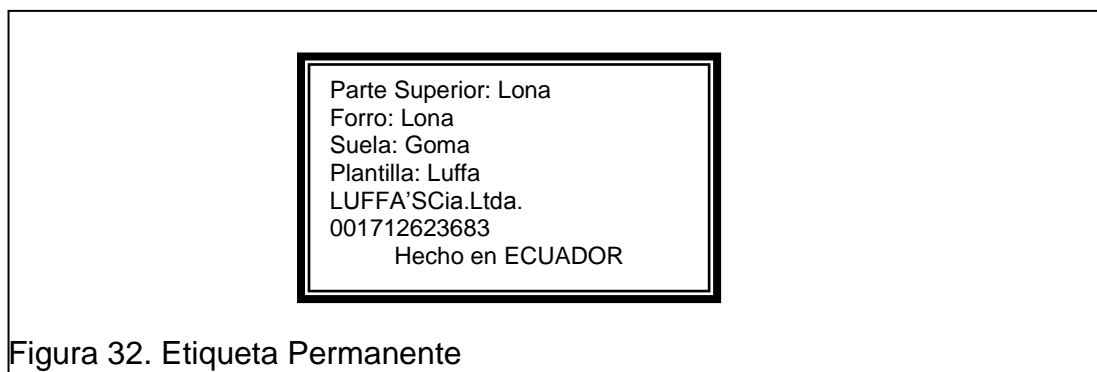 Parte Superior: Lona
Forro: Lona
Suela: Goma
Plantilla: Luffa
LUFFA’SCia.Ltda.
001712623683
Hecho en ECUADOR
Figura 32. Etiqueta Permanente